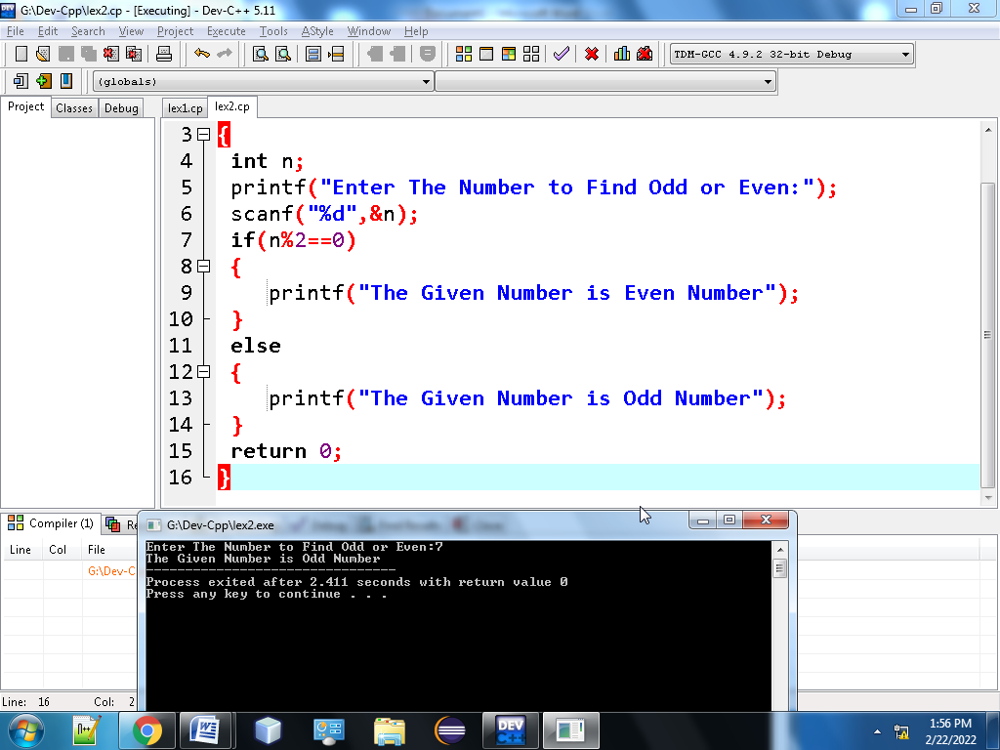 G:\Dev-Cpp\lex2.cp - [Executing] - Dev-C++ 5.11
File Edit Search View Project Execute Tools AStyle Window Help
TDM-GCC 4.9.2 32-bit Debug
(globals)
Project Classes Debug lex1.cp lex2.cp
3 {
4 int n;
5 printf("Enter The Number to Find Odd or Even:");
6 scanf("%d",&n);
7 if(n%2==0)
8 {
9 printf("The Given Number is Even Number");
10 }
11 else
12 {
13 printf("The Given Number is Odd Number");
14 }
15 return 0;
16 }
Compiler (1) Re
Line Col File
G:\Dev-C
G:\Dev-Cpp\lex2.exe
Enter The Number to Find Odd or Even:7
The Given Number is Odd Number
--------------------------------
Process exited after 2.411 seconds with return value 0
Press any key to continue . . .
Line: 16 Col: 2
n++
W
DEV
C++
1:56 PM
2/22/2022